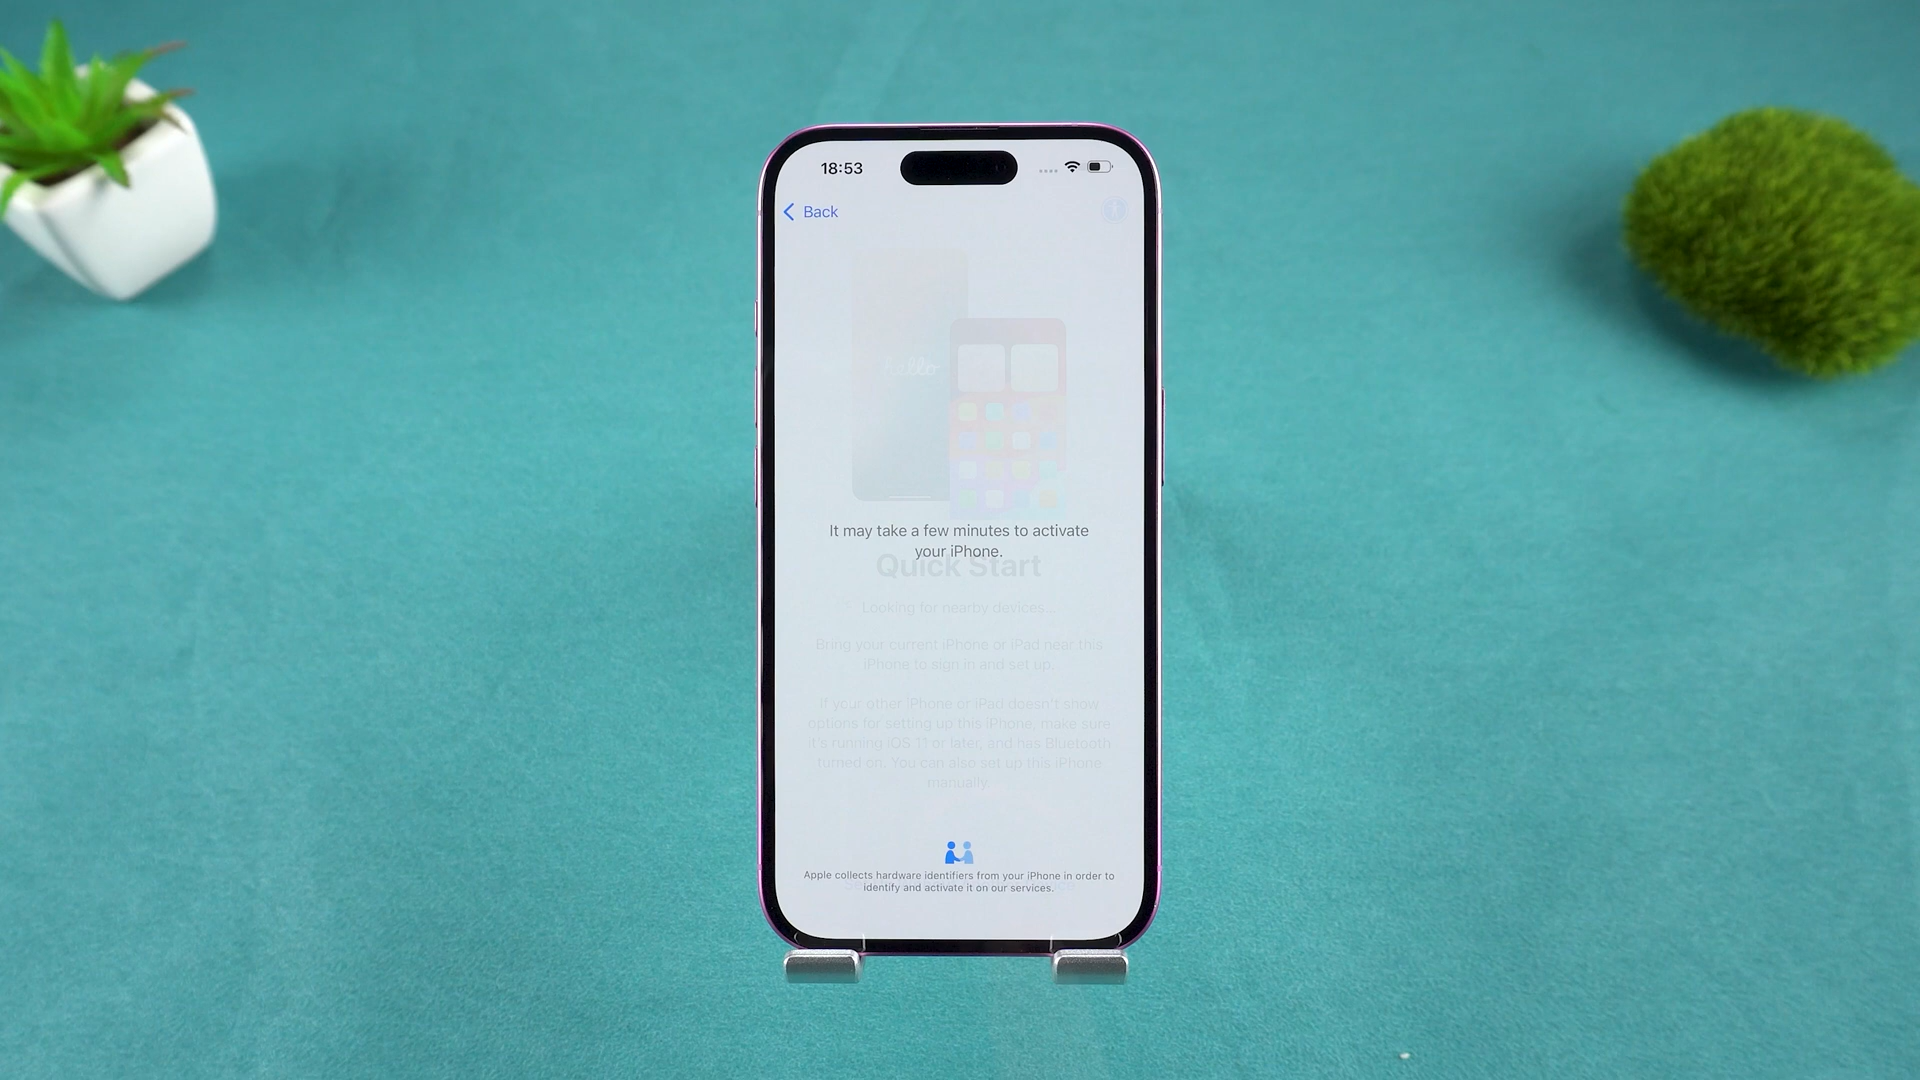 18:53
Back
hello
It may take a few minutes to activate
your iPhone.
Quick Start
Looking for nearby devices...
Bring your current iPhone or iPad near this
iPhone to sign in and set up.
If your other iPhone or iPad doesn't show
options for setting up this iPhone, make sure
it's running iOS 11 or later, and has Bluetooth
turned on. You can also set up this iPhone
manually.
Apple collects hardware identifiers from your iPhone in order to
identify and activate it on our services.